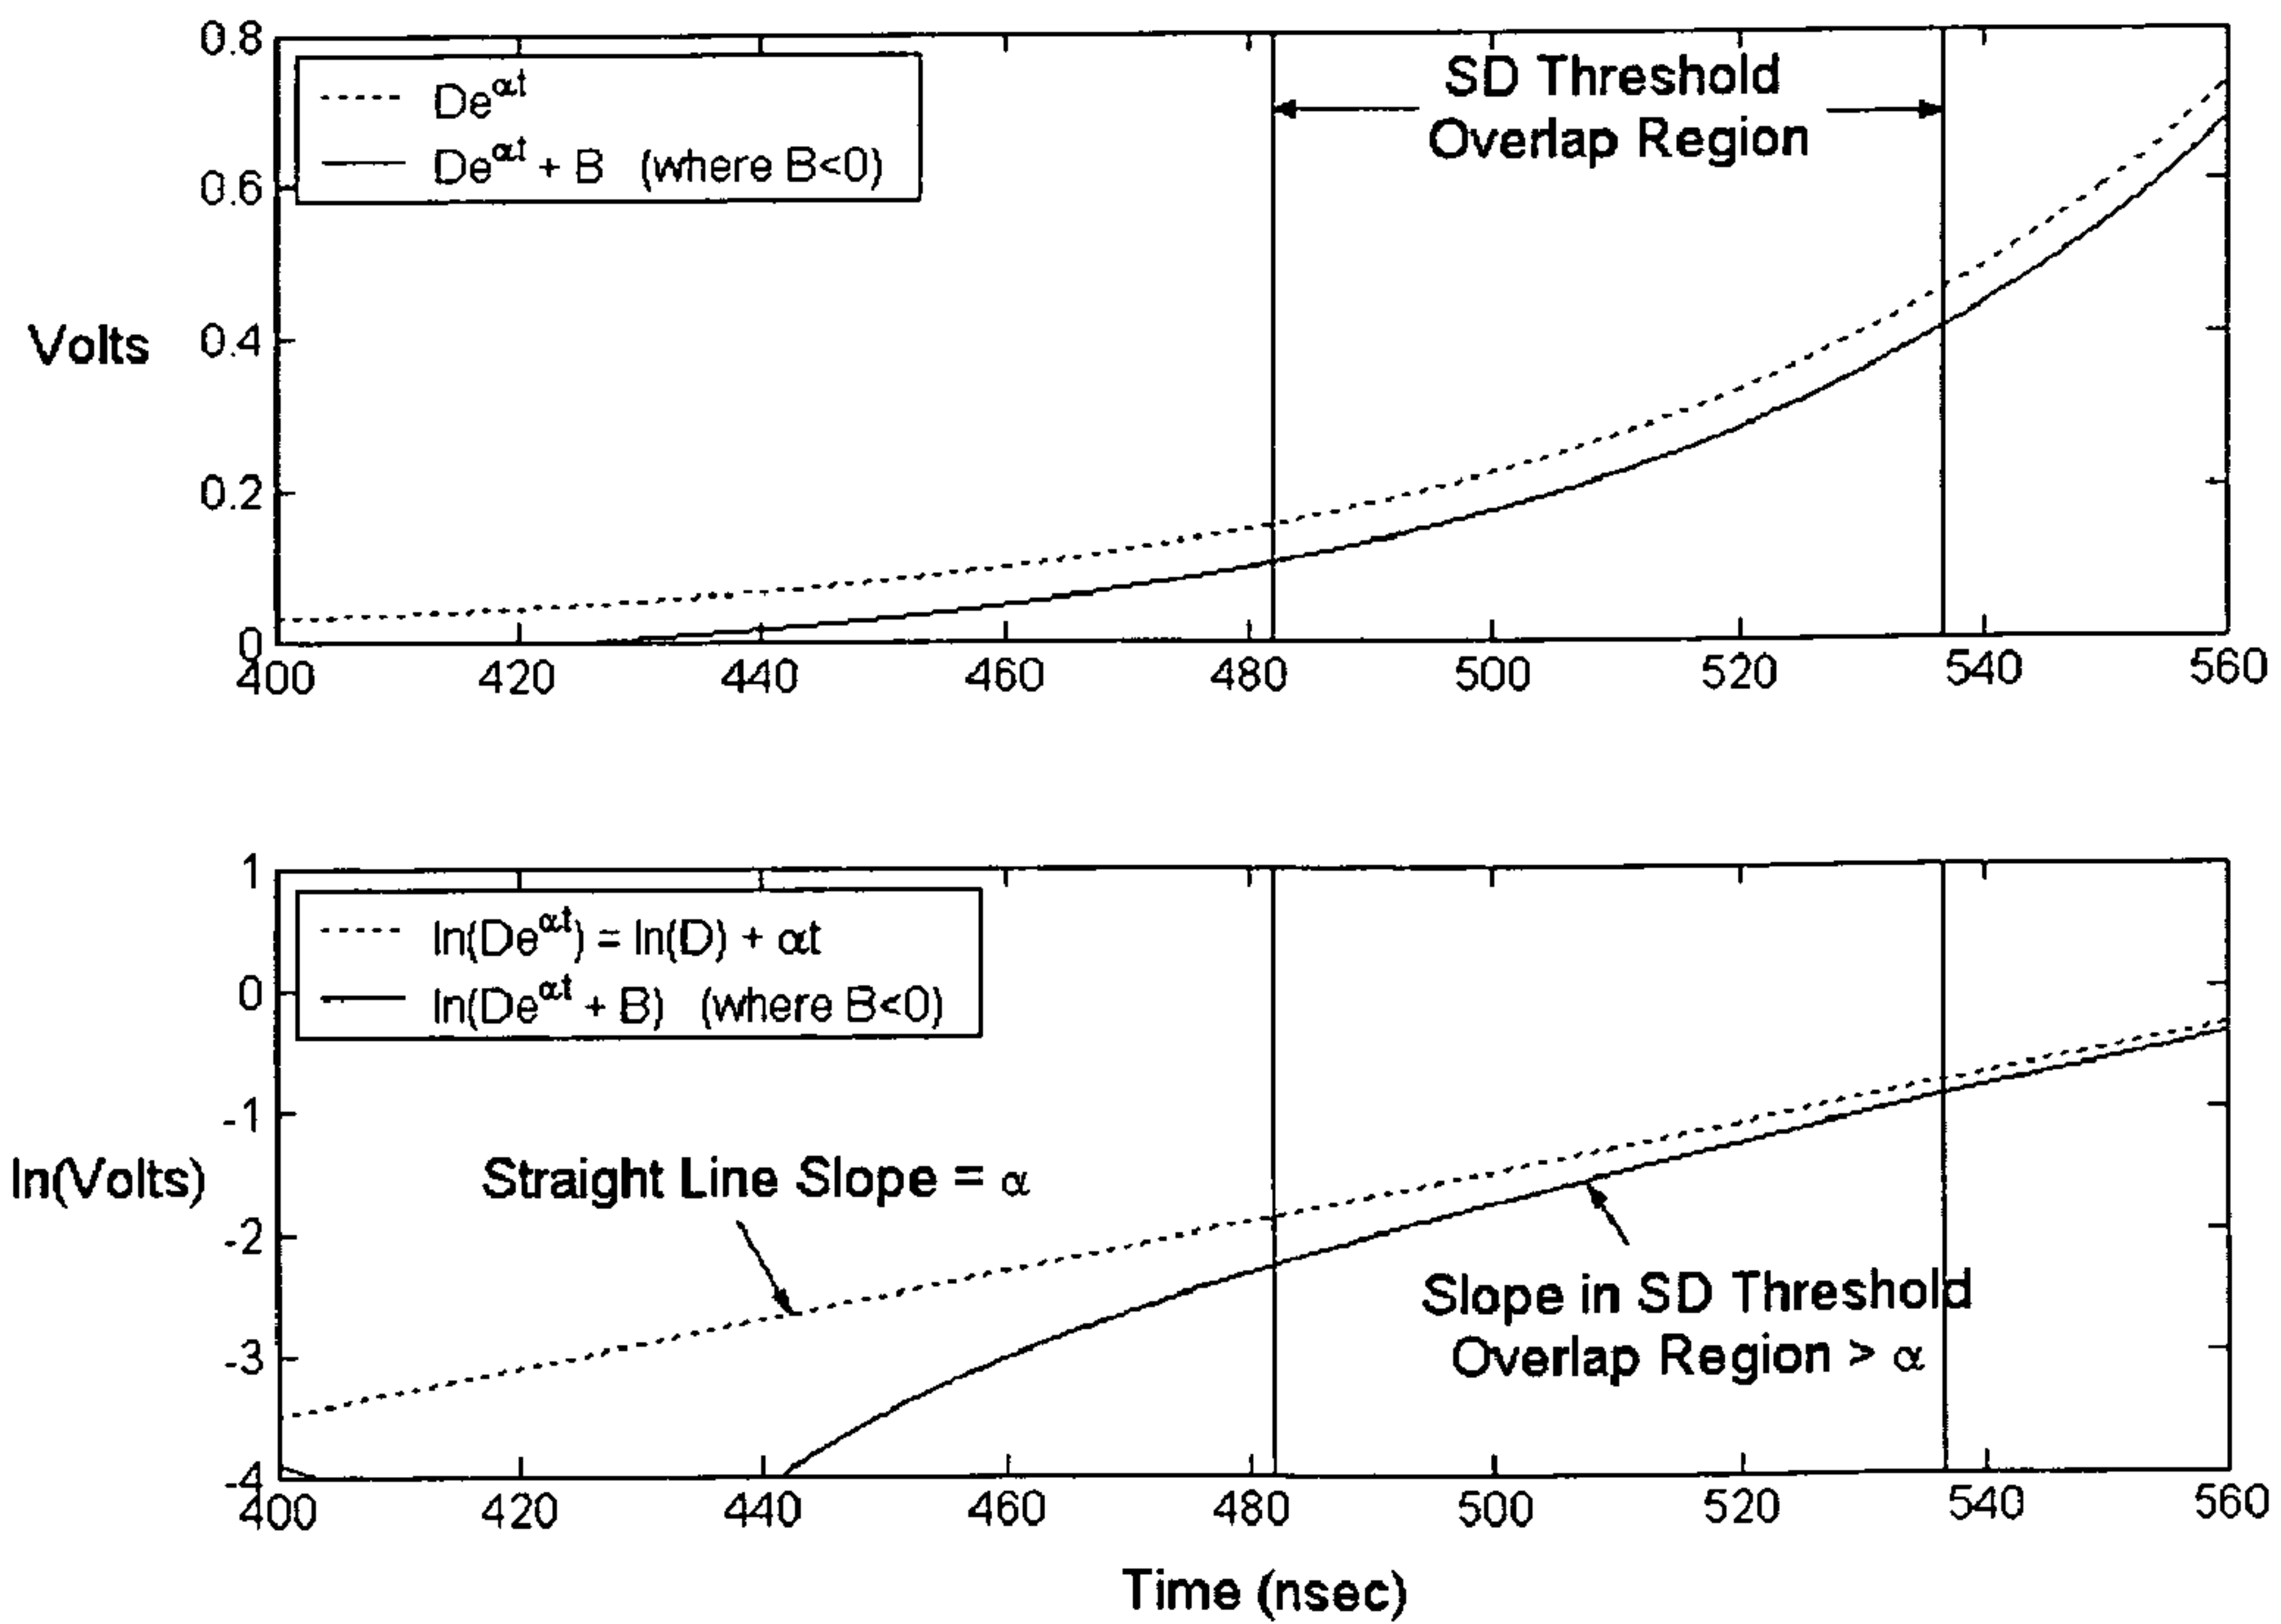 0.8
0.6
0.4
0.2
0
Volts
De^αt
De^αt + B (where B<0)
SD Threshold
Overlap Region
400 420 440 460 480 500 520 540 560
1
0
-1
-2
-3
-4
ln(Volts)
ln(De^αt) = ln(D) + αt
ln(De^αt + B) (where B<0)
Straight Line Slope = α
Slope in SD Threshold
Overlap Region > α
400 420 440 460 480 500 520 540 560
Time (nsec)